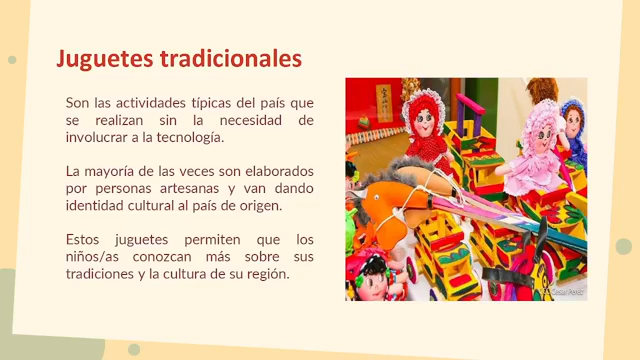 Juguetes tradicionales
Son las actividades típicas del país que
se realizan sin la necesidad de
involucrar a la tecnología.
La mayoría de las veces son elaborados
por personas artesanas y van dando
identidad cultural al país de origen.
Estos juguetes permiten que los
niños/as conozcan más sobre sus
tradiciones y la cultura de su región.